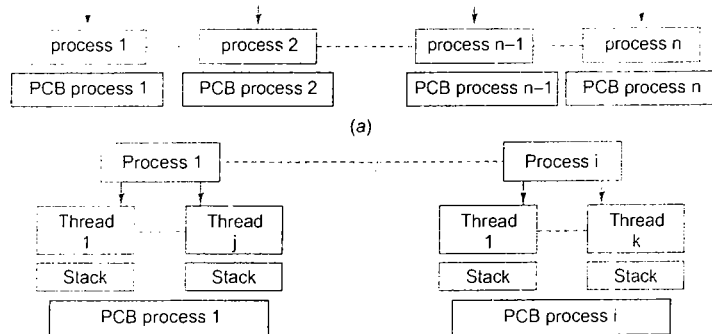 process 1 process 2 process n–1 process n
PCB process 1 PCB process 2 PCB process n–1 PCB process n
(a)
Process 1 Process i
Thread Thread Thread Thread
1 j 1 k
Stack Stack Stack Stack
PCB process 1 PCB process i